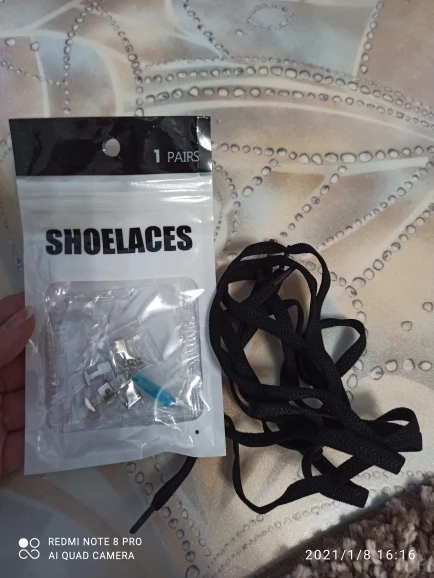 1 PAIRS
SHOELACES
REDMI NOTE 8 PRO
AI QUAD CAMERA
2021/1/8 16:16